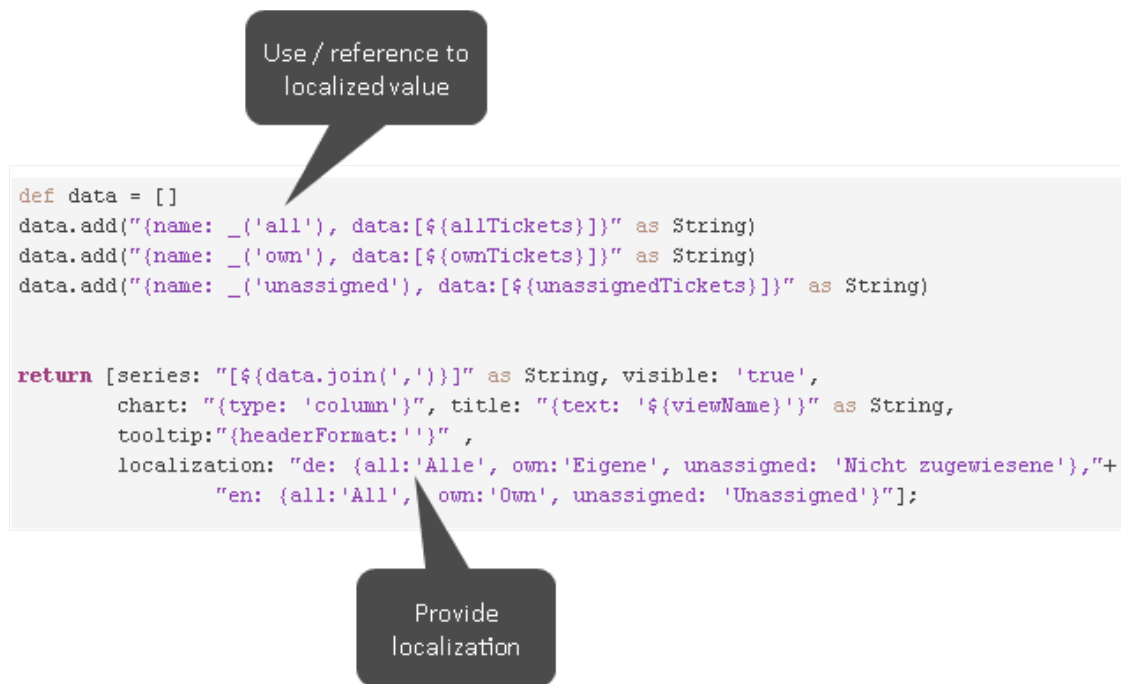 Use / reference to
localized value
def data = []
data.add("{name: _('all'), data:[${allTickets}]}" as String)
data.add("{name: _('own'), data:[${ownTickets}]}" as String)
data.add("{name: _('unassigned'), data:[${unassignedTickets}]}" as String)
return [series: "[${data.join(',')}]" as String, visible: 'true',
chart: "{type: 'column'}", title: "{text: '${viewName}'}" as String,
tooltip:"{headerFormat:''}" ,
localization: "de: {all:'Alle', own:'Eigene', unassigned: 'Nicht zugewiesene'},"+
"en: {all:'All', own:'Own', unassigned: 'Unassigned'}"];
Provide
localization